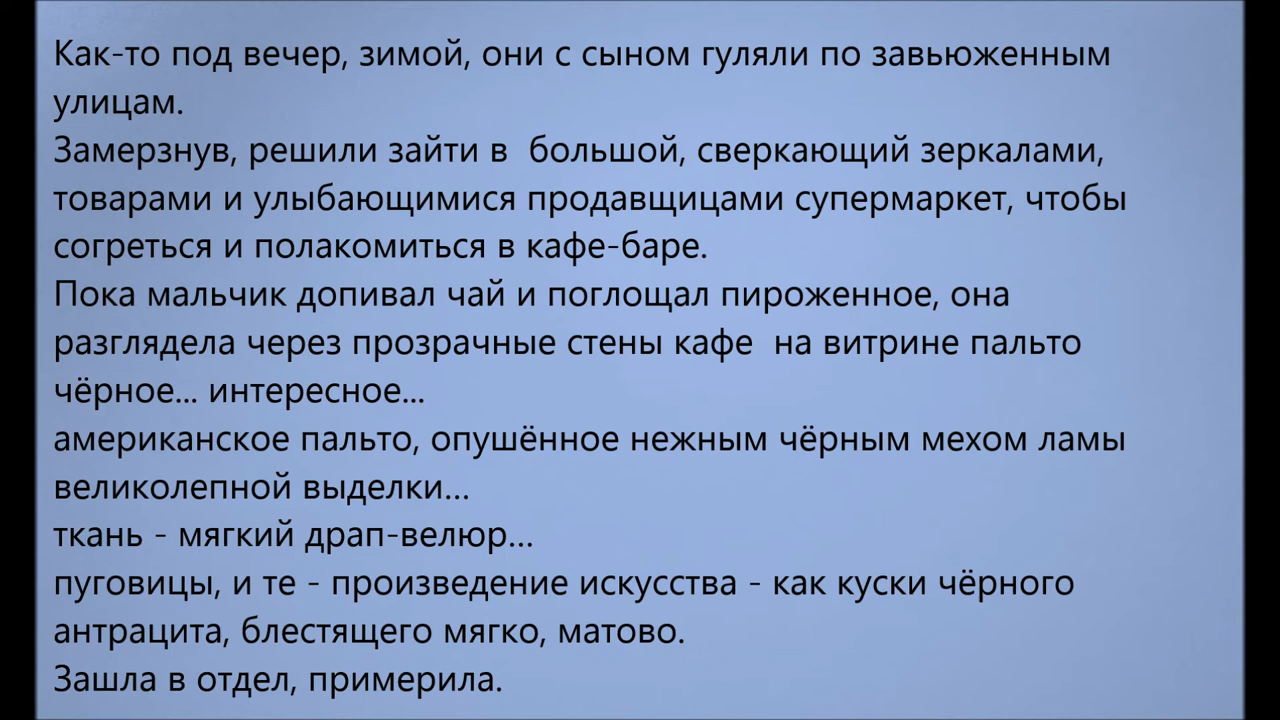 Как-то под вечер, зимой, они с сыном гуляли по завьюженным
улицам.
Замерзнув, решили зайти в  большой, сверкающий зеркалами,
товарами и улыбающимися продавщицами супермаркет, чтобы
согреться и полакомиться в кафе-баре.
Пока мальчик допивал чай и поглощал пироженное, она
разглядела через прозрачные стены кафе  на витрине пальто
чёрное... интересное...
американское пальто, опушённое нежным чёрным мехом ламы
великолепной выделки...
ткань - мягкий драп-велюр...
пуговицы, и те - произведение искусства - как куски чёрного
антрацита, блестящего мягко, матово.
Зашла в отдел, примерила.